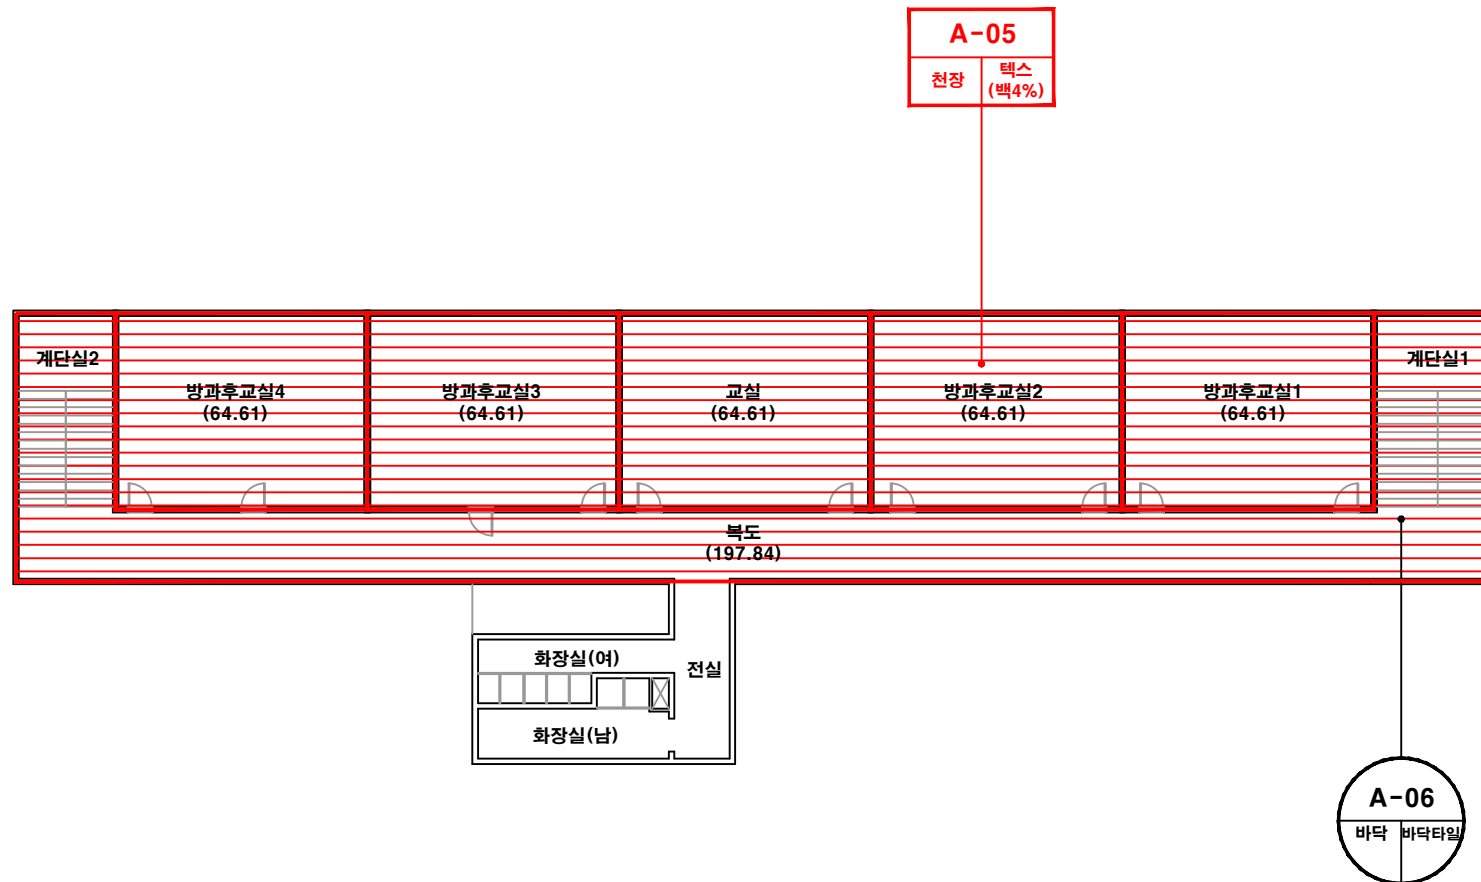 A-05
천장
텍스
(백4%)
계단실2
계단실1
방과후교실4
(64.61)
방과후교실3
(64.61)
교실
(64.61)
방과후교실2
(64.61)
방과후교실1
(64.61)
복도
(197.84)
화장실(여)
전실
화장실(남)
A-06
바닥
바닥타일